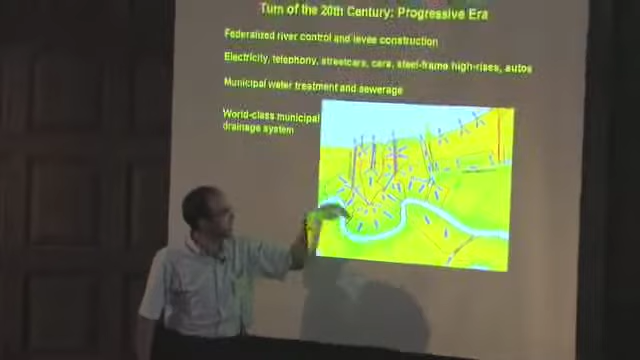 Turn of the 20th Century: Progressive Era
Federalized river control and levee construction
Electricity, telephony, streetcars, cars, steel-frame high-rises, autos
Municipal water treatment and sewerage
World-class municipal
drainage system